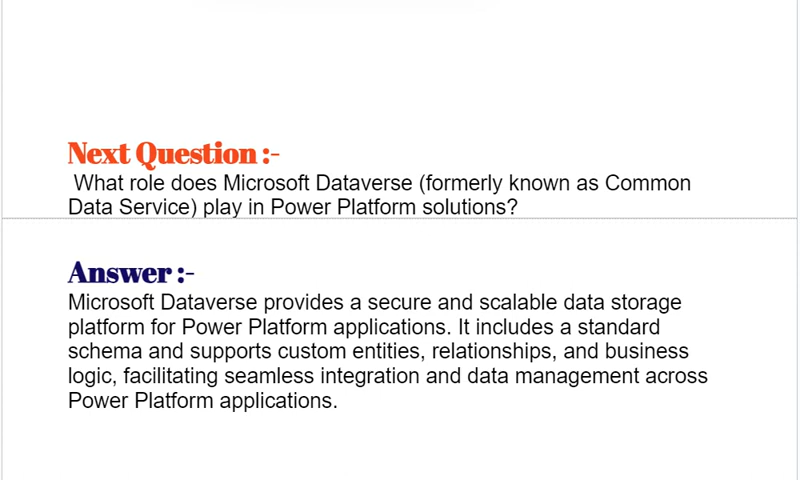 Next Question :-
What role does Microsoft Dataverse (formerly known as Common
Data Service) play in Power Platform solutions?
Answer :-
Microsoft Dataverse provides a secure and scalable data storage
platform for Power Platform applications. It includes a standard
schema and supports custom entities, relationships, and business
logic, facilitating seamless integration and data management across
Power Platform applications.